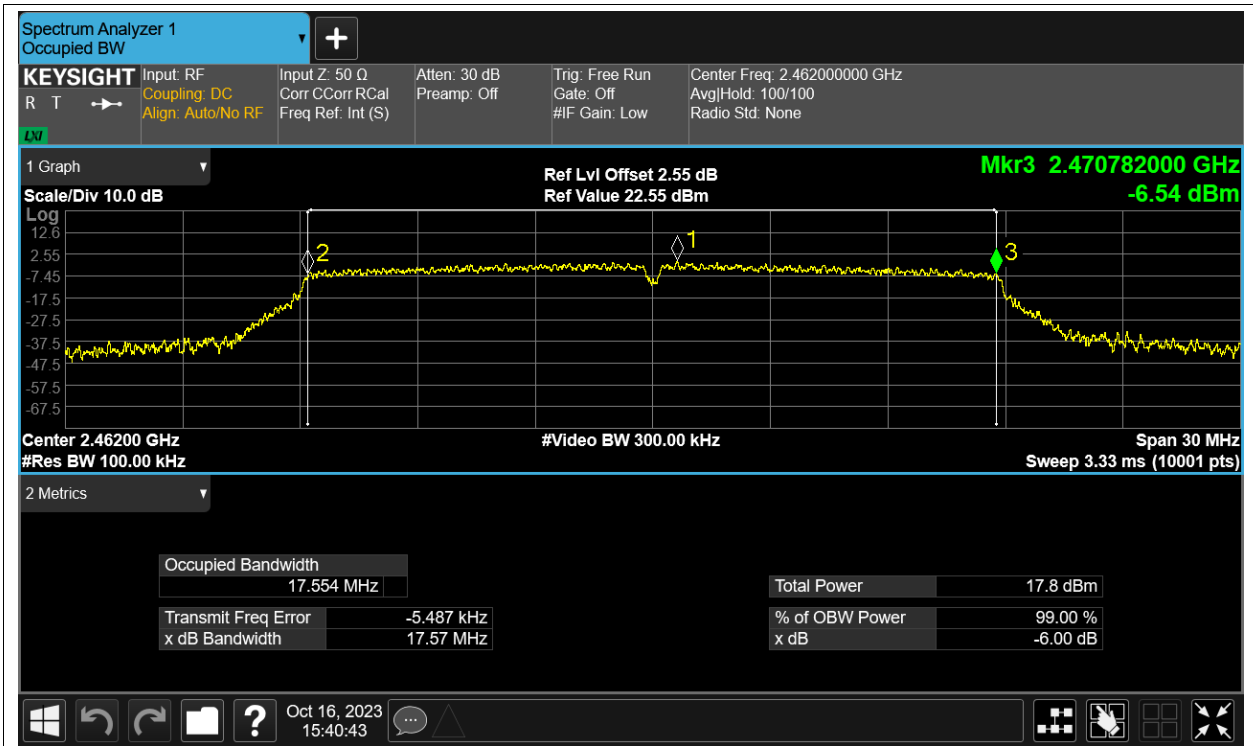 Spectrum Analyzer 1
Occupied BW
KEYSIGHT
R T
LXI
Input: RF
Coupling: DC
Align: Auto/No RF
Input Z: 50 Ω
Corr CCorr RCal
Freq Ref: Int (S)
Atten: 30 dB
Preamp: Off
Trig: Free Run
Gate: Off
#IF Gain: Low
Center Freq: 2.462000000 GHz
Avg|Hold: 100/100
Radio Std: None
1 Graph
Scale/Div 10.0 dB
Ref Lvl Offset 2.55 dB
Ref Value 22.55 dBm
Mkr3 2.470782000 GHz
-6.54 dBm
Log
12.6
2.55
-7.45
-17.5
-27.5
-37.5
-47.5
-57.5
-67.5
2
1
3
Center 2.46200 GHz
#Video BW 300.00 kHz
Span 30 MHz
#Res BW 100.00 kHz
Sweep 3.33 ms (10001 pts)
2 Metrics
Occupied Bandwidth
17.554 MHz
Transmit Freq Error -5.487 kHz
x dB Bandwidth 17.57 MHz
Total Power 17.8 dBm
% of OBW Power 99.00 %
x dB -6.00 dB
?
Oct 16, 2023
15:40:43